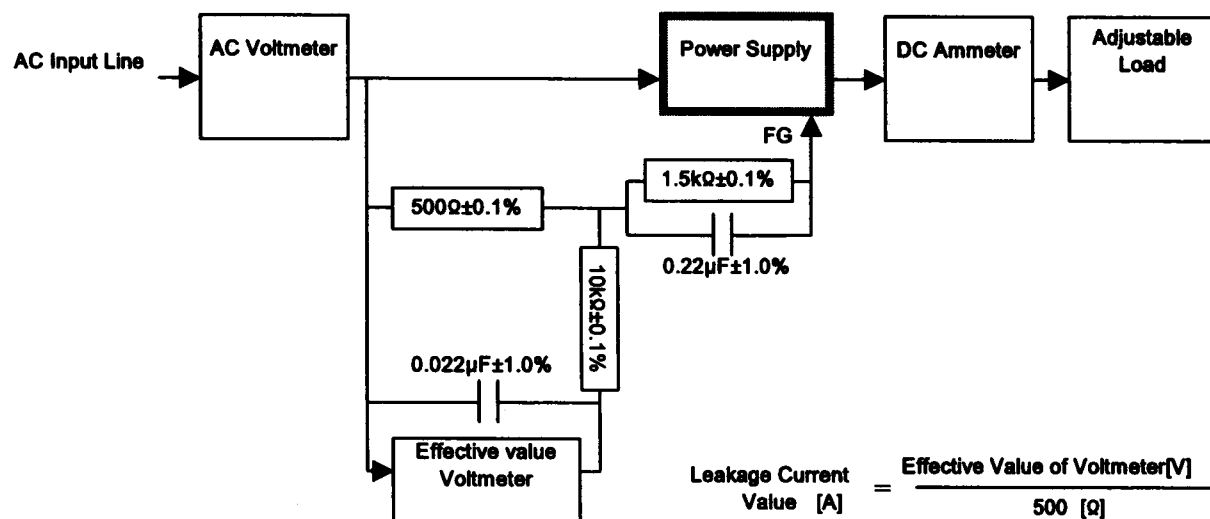 AC Input Line
AC Voltmeter
Power Supply
DC Ammeter
Adjustable
Load
FG
1.5kΩ±0.1%
500Ω±0.1%
0.22μF±1.0%
10kΩ±0.1%
0.022μF±1.0%
Effective value
Voltmeter
Leakage Current
Value [A]
=
Effective Value of Voltmeter[V]
500 [Ω]